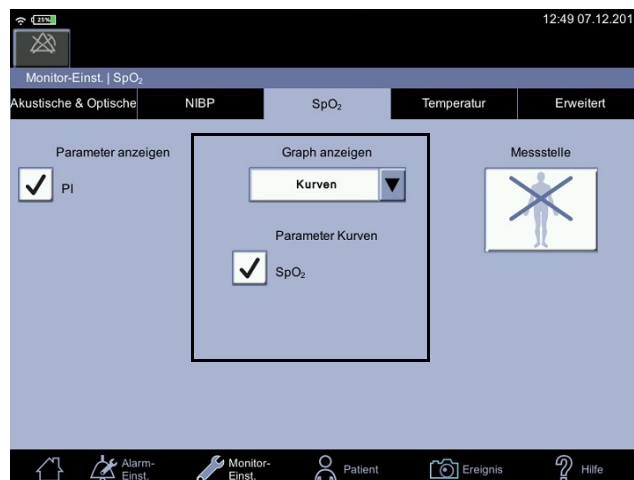 25%
12:49 07.12.201
Monitor-Einst. | SpO₂
Akustische & Optische NIBP SpO₂ Temperatur Erweitert
Parameter anzeigen Graph anzeigen Messstelle
PI Kurven
Parameter Kurven
SpO₂
Alarm-Einst. Monitor-Einst. Patient Ereignis Hilfe